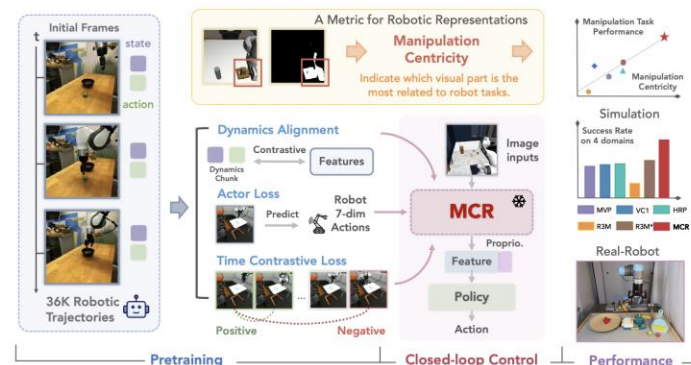 Initial Frames
t
state
action
36K Robotic
Trajectories
A Metric for Robotic Representations
Manipulation
Centricity
Indicate which visual part is the
most related to robot tasks.
Dynamics Alignment
Contrastive
Dynamics
Chunk
Features
Actor Loss
Predict
Robot
7-dim
Actions
Time Contrastive Loss
...
Positive
Negative
Image
inputs
MCR
Proprio.
Feature
Policy
Action
Manipulation Task
Performance
Manipulation
Centricity
Simulation
Success Rate
on 4 domains
MVP
VC1
HRP
R3M
R3M*
MCR
Real-Robot
Pretraining
Closed-loop Control
Performance